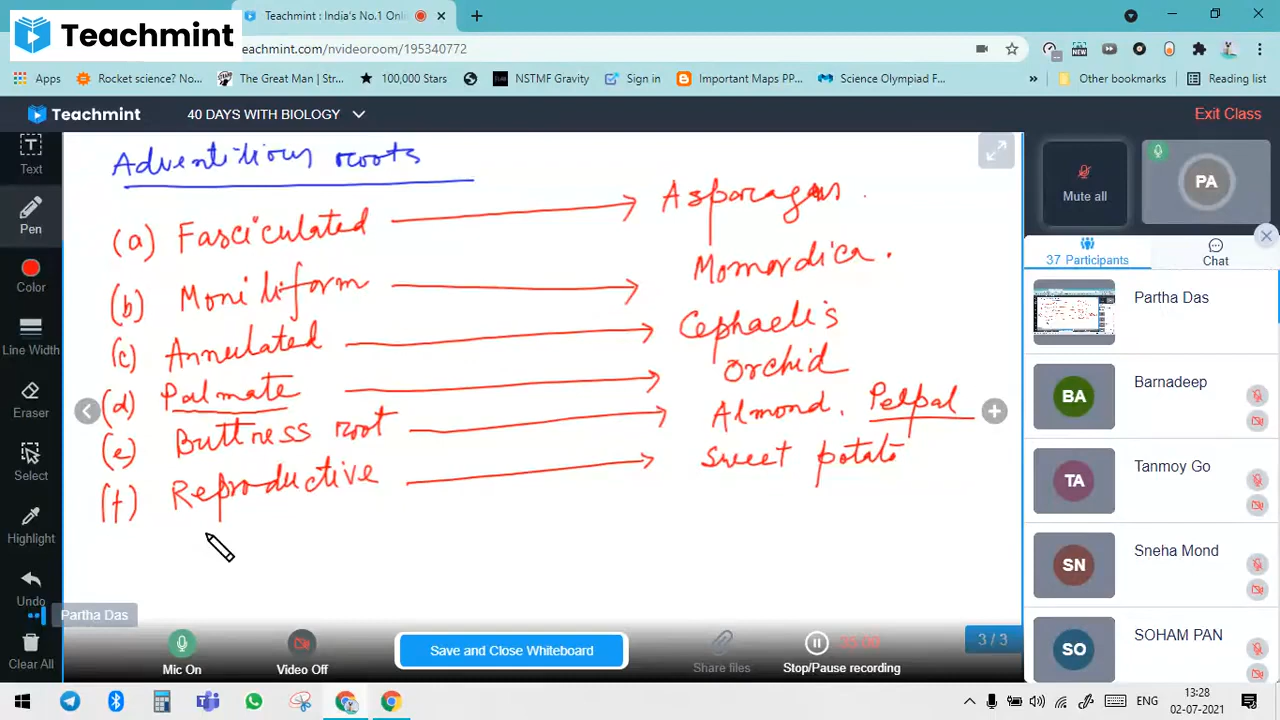 Teachmint : India's No.1 Onli
Teachmint
eachmint.com/nvideoroom/195340772
NEW
Apps
Rocket science? No...
The Great Man | Str...
100,000 Stars
NSTMF Gravity
Sign in
Important Maps PP...
Science Olympiad F...
»
Other bookmarks
Reading list
Teachmint
40 DAYS WITH BIOLOGY
Exit Class
Text
Pen
Color
Line Width
Eraser
Select
Highlight
Undo
Clear All
Adventitious roots
(a) Fasciculated → Asparagus.
(b) Moniliform → Momordica.
(c) Annulated → Cephaelis
(d) Palmate → orchid
(e) Buttress root → Almond. Peepal
(f) Reproductive → sweet potato
Partha Das
Mic On
Video Off
Save and Close Whiteboard
Share files
00:00
Stop/Pause recording
3 / 3
Mute all
PA
37 Participants
Chat
Partha Das
BA
Barnadeep
TA
Tanmoy Go
SN
Sneha Mond
SO
SOHAM PAN
ENG
13:28
02-07-2021